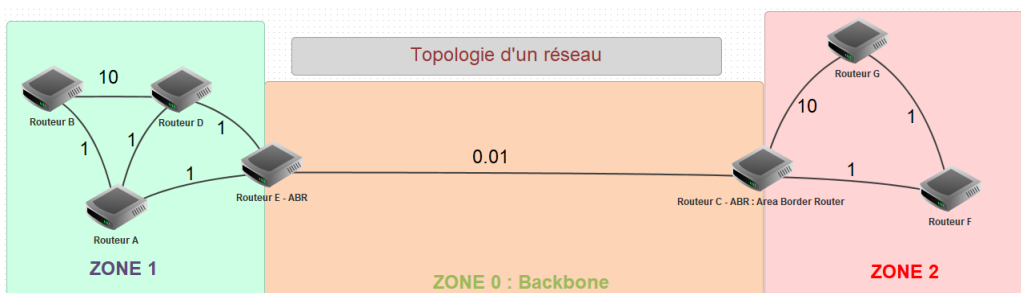 Topologie d'un réseau
10
Routeur B
Routeur D
1
1
1
1
Routeur A
Routeur E - ABR
ZONE 1
0.01
ZONE 0 : Backbone
Routeur G
10
1
1
Routeur C - ABR : Area Border Router
Routeur F
ZONE 2